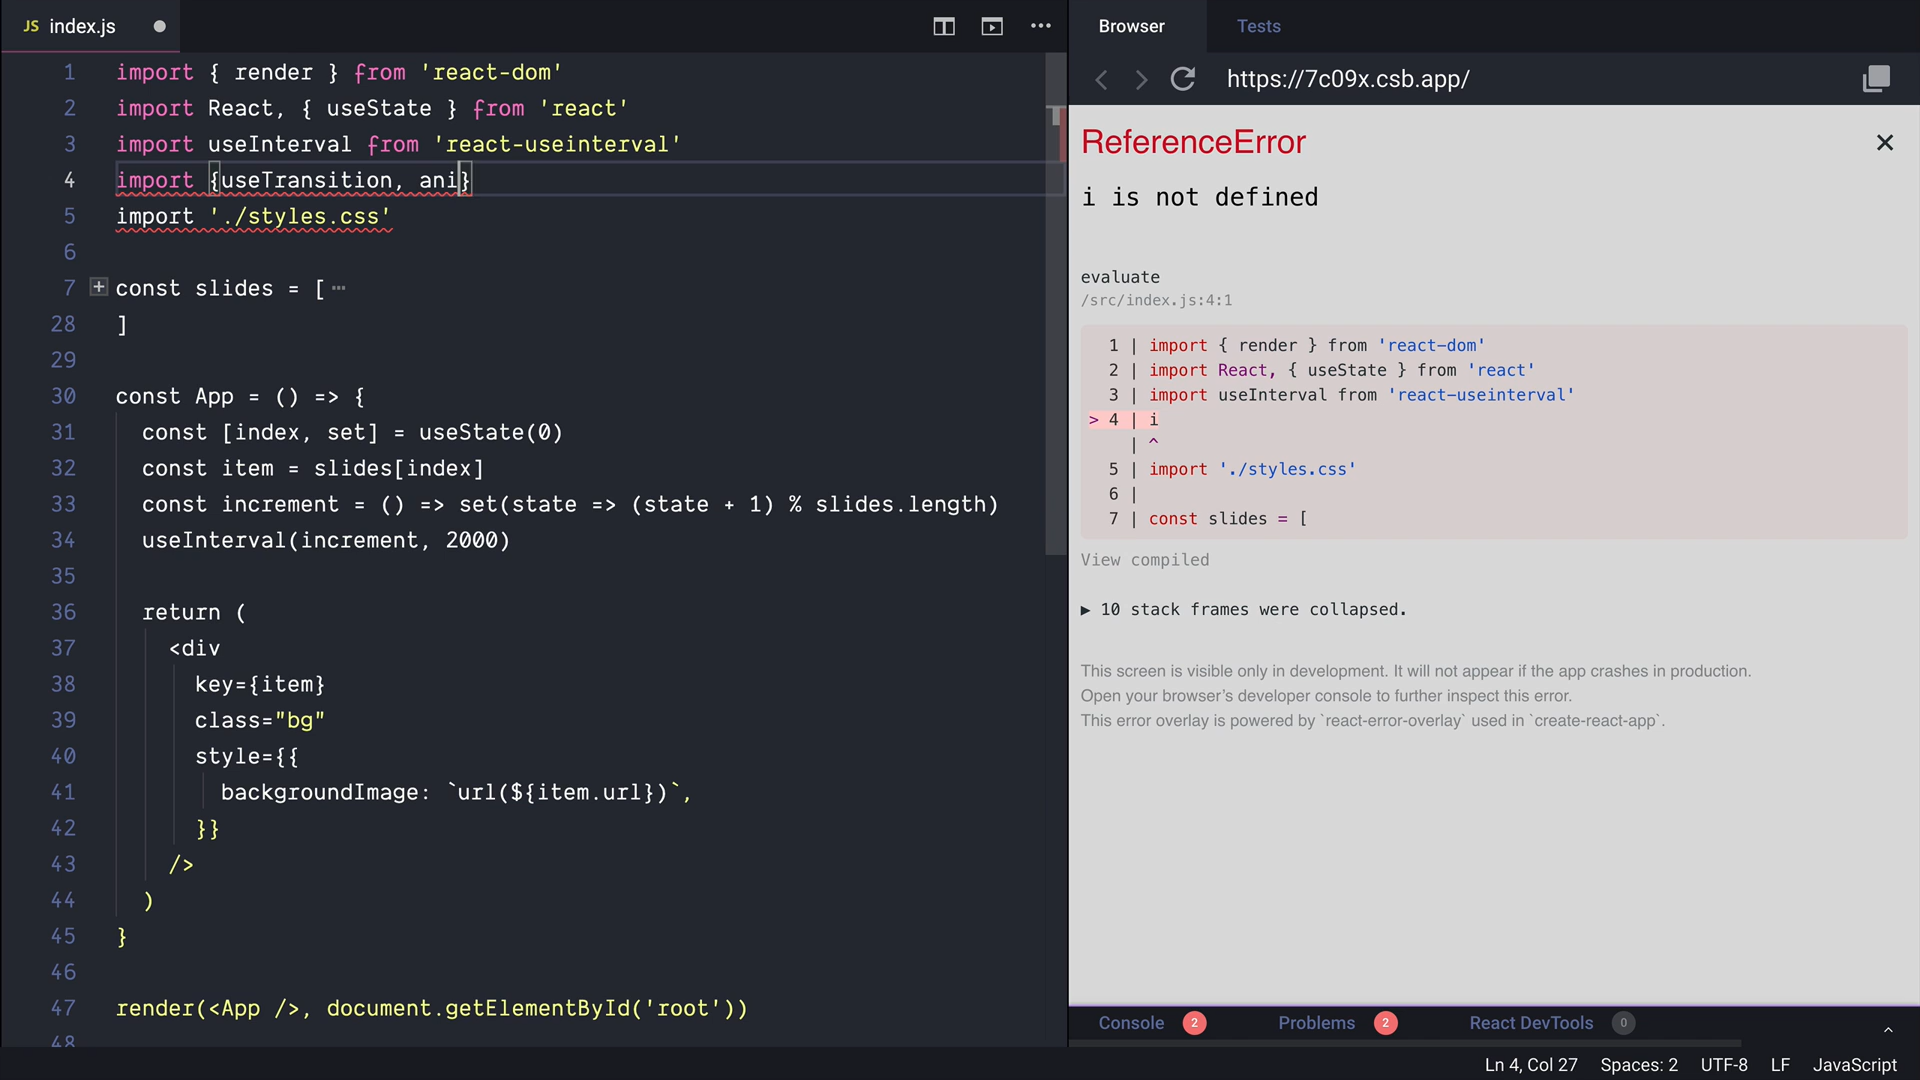 JS index.js
1 import { render } from 'react-dom'
2 import React, { useState } from 'react'
3 import useInterval from 'react-useinterval'
4 import {useTransition, ani}
5 import './styles.css'
6
7 const slides = [
28 ]
29
30 const App = () => {
31 const [index, set] = useState(0)
32 const item = slides[index]
33 const increment = () => set(state => (state + 1) % slides.length)
34 useInterval(increment, 2000)
35
36 return (
37 <div
38 key={item}
39 class="bg"
40 style={{
41 backgroundImage: `url(${item.url})`,
42 }}
43 />
44 )
45 }
46
47 render(<App />, document.getElementById('root'))
48
Browser Tests
https://7c09x.csb.app/
ReferenceError
i is not defined
evaluate
/src/index.js:4:1
1 | import { render } from 'react-dom'
2 | import React, { useState } from 'react'
3 | import useInterval from 'react-useinterval'
> 4 | i
| ^
5 | import './styles.css'
6 |
7 | const slides = [
View compiled
▶ 10 stack frames were collapsed.
This screen is visible only in development. It will not appear if the app crashes in production.
Open your browser’s developer console to further inspect this error.
This error overlay is powered by `react-error-overlay` used in `create-react-app`.
Console 2 Problems 2 React DevTools 0
Ln 4, Col 27 Spaces: 2 UTF-8 LF JavaScript